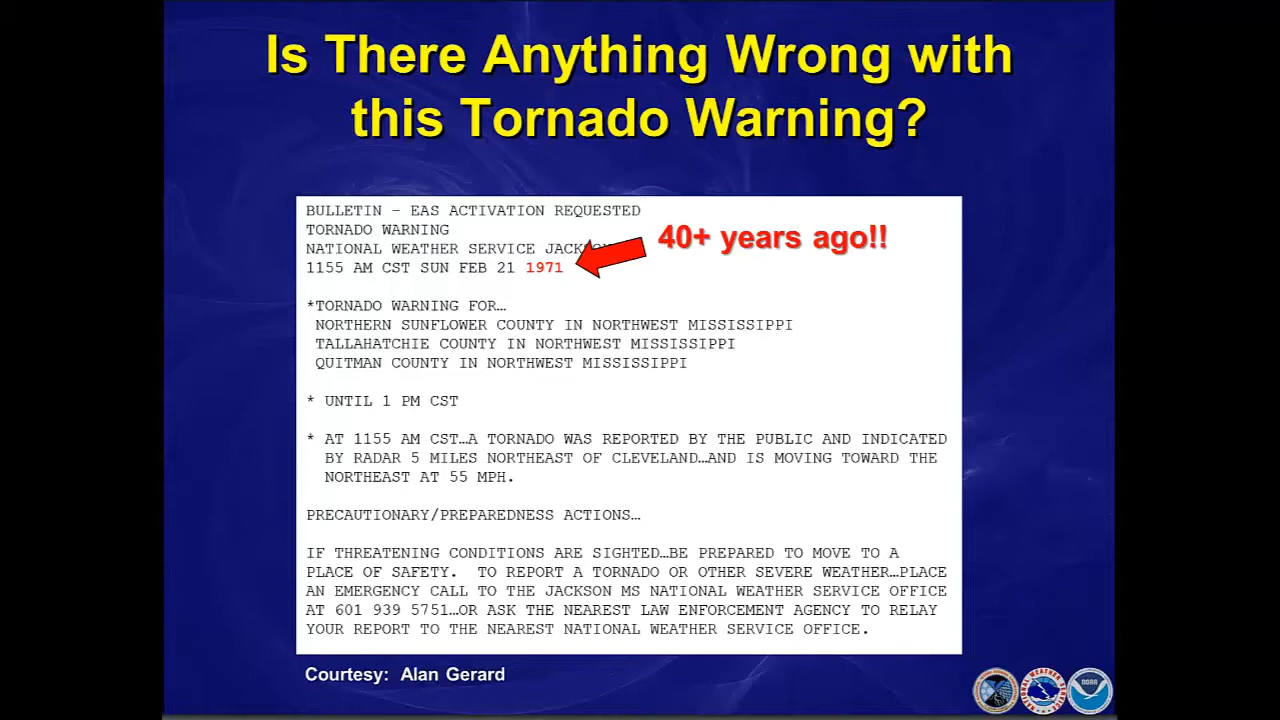 Is There Anything Wrong with
this Tornado Warning?
BULLETIN – EAS ACTIVATION REQUESTED
TORNADO WARNING
NATIONAL WEATHER SERVICE
40+ years ago!!
1155 AM CST SUN FEB 21 1971
*TORNADO WARNING FOR…
NORTHERN SUNFLOWER COUNTY IN NORTHWEST MISSISSIPPI
TALLAHATCHIE COUNTY IN NORTHWEST MISSISSIPPI
QUITMAN COUNTY IN NORTHWEST MISSISSIPPI
* UNTIL 1 PM CST
* AT 1155 AM CST…A TORNADO WAS REPORTED BY THE PUBLIC AND INDICATED
BY RADAR 5 MILES NORTHEAST OF CLEVELAND…AND IS MOVING TOWARD THE
NORTHEAST AT 55 MPH.
PRECAUTIONARY/PREPAREDNESS ACTIONS…
IF THREATENING CONDITIONS ARE SIGHTED…BE PREPARED TO MOVE TO A
PLACE OF SAFETY. TO REPORT A TORNADO OR OTHER SEVERE WEATHER…PLACE
AN EMERGENCY CALL TO THE JACKSON MS NATIONAL WEATHER SERVICE OFFICE
AT 601 939 5751…OR ASK THE NEAREST LAW ENFORCEMENT AGENCY TO RELAY
YOUR REPORT TO THE NEAREST NATIONAL WEATHER SERVICE OFFICE.
Courtesy: Alan Gerard